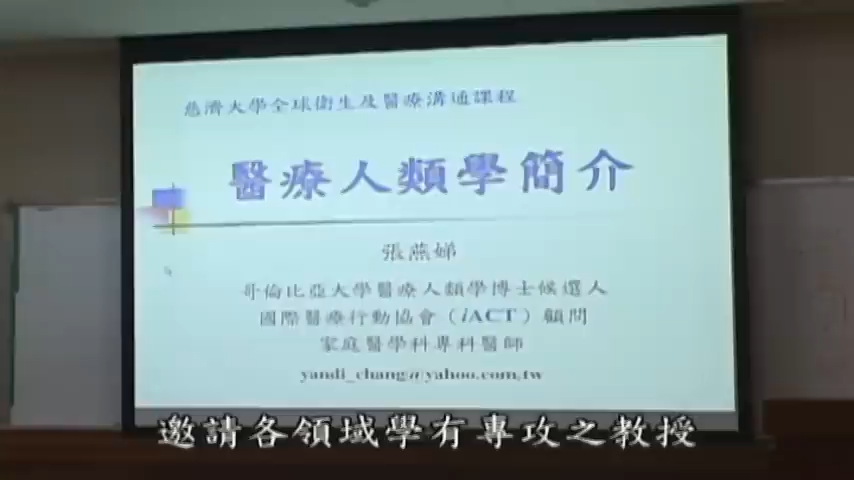 慈濟大學全球衛生及醫療溝通課程
醫療人類學簡介
張燕娣
哥倫比亞大學醫療人類學博士候選人
國際醫療行動協會（iACT）顧問
家庭醫學科專科醫師
yandi_chang@yahoo.com.tw
邀請各領域學有專攻之教授